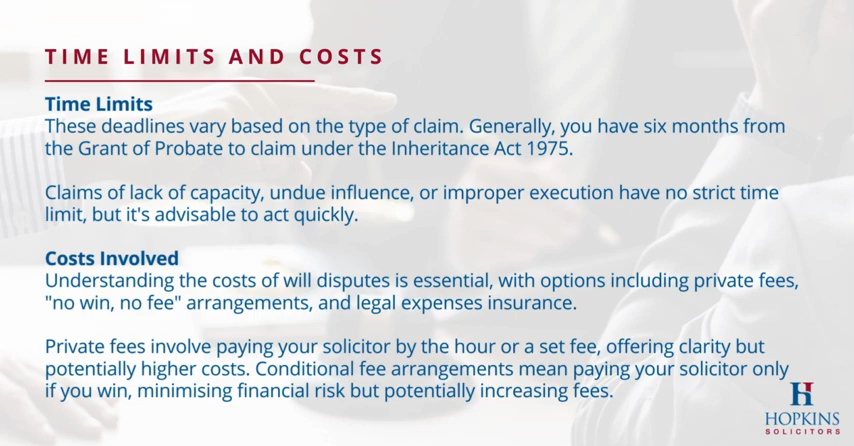 TIME LIMITS AND COSTS
Time Limits
These deadlines vary based on the type of claim. Generally, you have six months from
the Grant of Probate to claim under the Inheritance Act 1975.
Claims of lack of capacity, undue influence, or improper execution have no strict time
limit, but it's advisable to act quickly.
Costs Involved
Understanding the costs of will disputes is essential, with options including private fees,
"no win, no fee" arrangements, and legal expenses insurance.
Private fees involve paying your solicitor by the hour or a set fee, offering clarity but
potentially higher costs. Conditional fee arrangements mean paying your solicitor only
if you win, minimising financial risk but potentially increasing fees.
H
HOPKINS
SOLICITORS